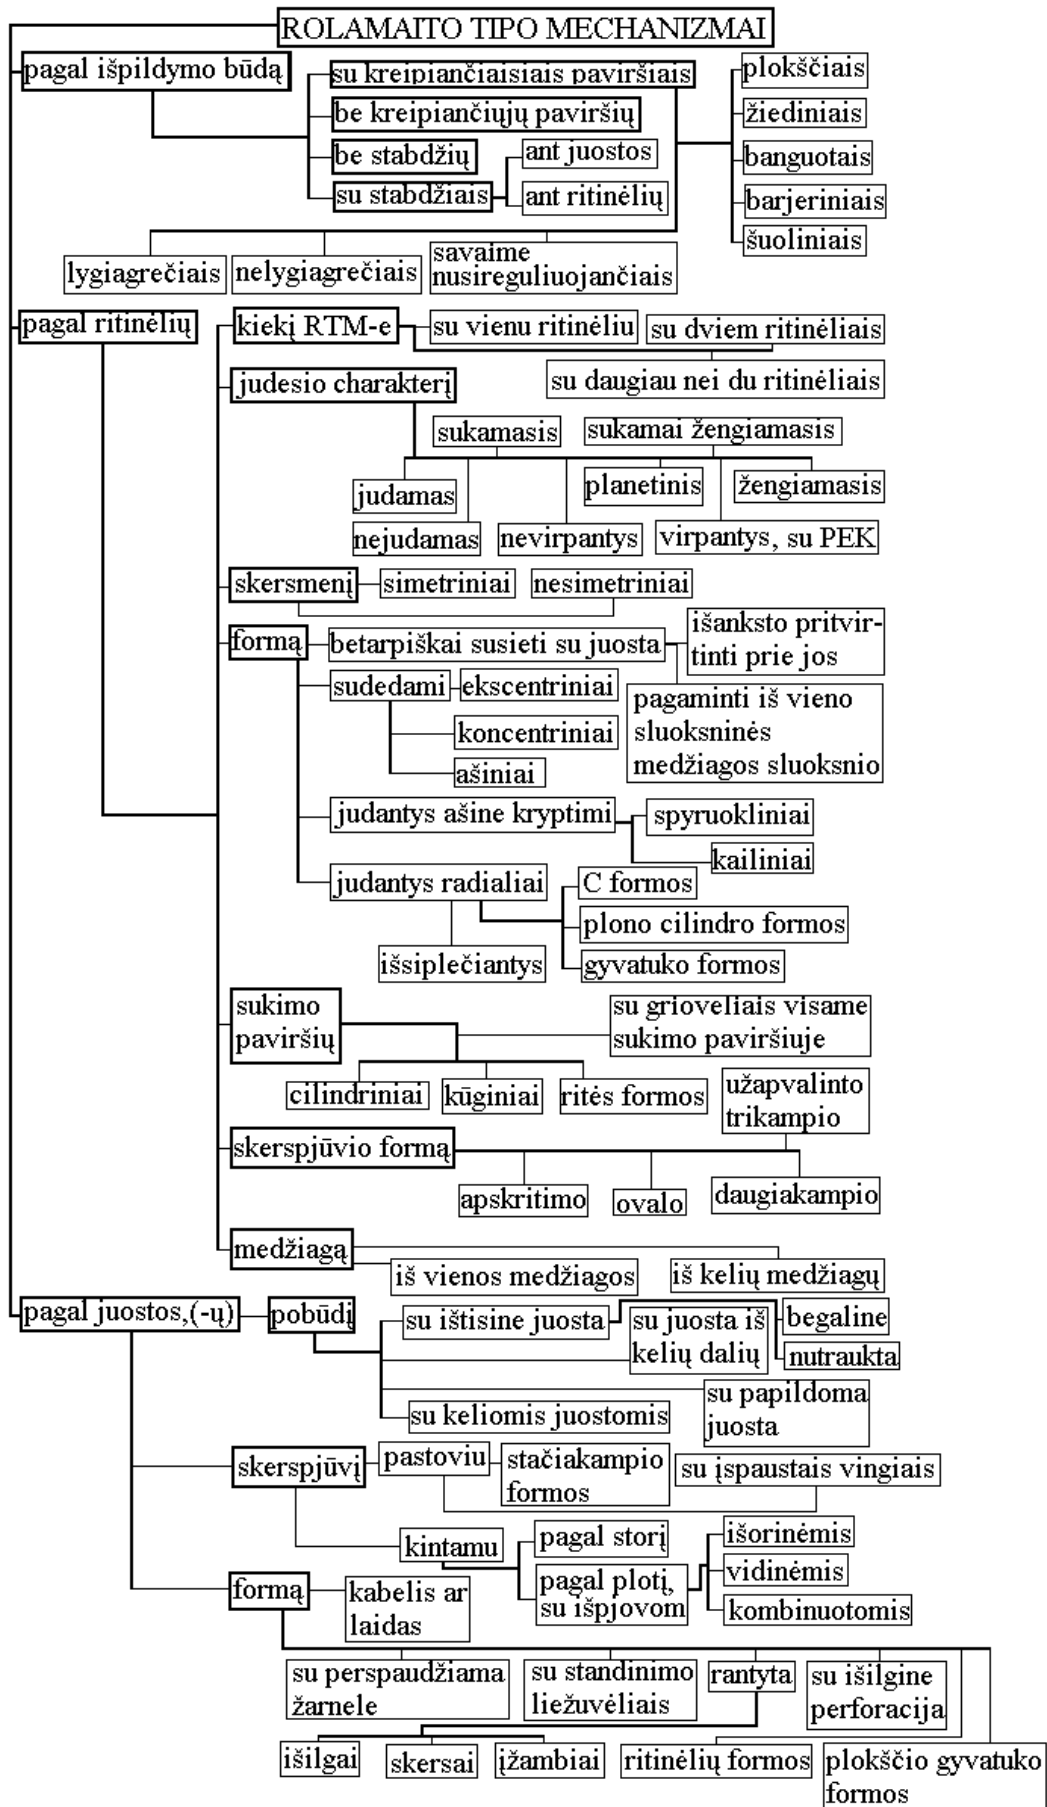 ROLAMAITO TIPO MECHANIZMAI
pagal išpildymo būdą
su kreipiančiaisiais paviršiais
be kreipiančiųjų paviršių
be stabdžių
su stabdžiais
ant juostos
ant ritinėlių
plokščiais
žiediniais
banguotais
barjeriniais
šuoliniais
lygiagrečiais
nelygiagrečiais
savaime
nusireguliuojančiais
pagal ritinėlių
kiekį RTM-e
su vienu ritinėliu
su dviem ritinėliais
su daugiau nei du ritinėliais
judesio charakterį
sukamasis
sukamai žengiamasis
judamas
planetinis
žengiamasis
nejudamas
nevirpantys
virpantys, su PEK
skersmenį
simetriniai
nesimetriniai
formą
betarpiškai susieti su juosta
išanksto pritvir-
tinti prie jos
pagaminti iš vieno
sluoksninės
medžiagos sluoksnio
sudedami
ekscentriniai
koncentriniai
ašiniai
judantys ašine kryptimi
spyruokliniai
kailiniai
judantys radialiai
C formos
plono cilindro formos
gyvatuko formos
išsiplečiantys
sukimo
paviršių
su grioveliais visame
sukimo paviršiuje
cilindriniai
kūginiai
ritės formos
užapvalinto
trikampio
skerspjūvio formą
apskritimo
ovalo
daugiakampio
medžiagą
iš vienos medžiagos
iš kelių medžiagų
pagal juostos,(-ų)
pobūdį
su ištisine juosta
su juosta iš
kelių dalių
begaline
nutraukta
su papildoma
juosta
su keliomis juostomis
skerspjūvį
pastoviu
stačiakampio
formos
su įspaustais vingiais
kintamu
pagal storį
pagal plotį,
su išpjovom
išorinėmis
vidinėmis
kombinuotomis
formą
kabelis ar
laidas
su perspaudžiama
žarnele
su standinimo
liežuvėliais
rantyta
su išilgine
perforacija
išilgai
skersai
įžambiai
ritinėlių formos
plokščio gyvatuko
formos